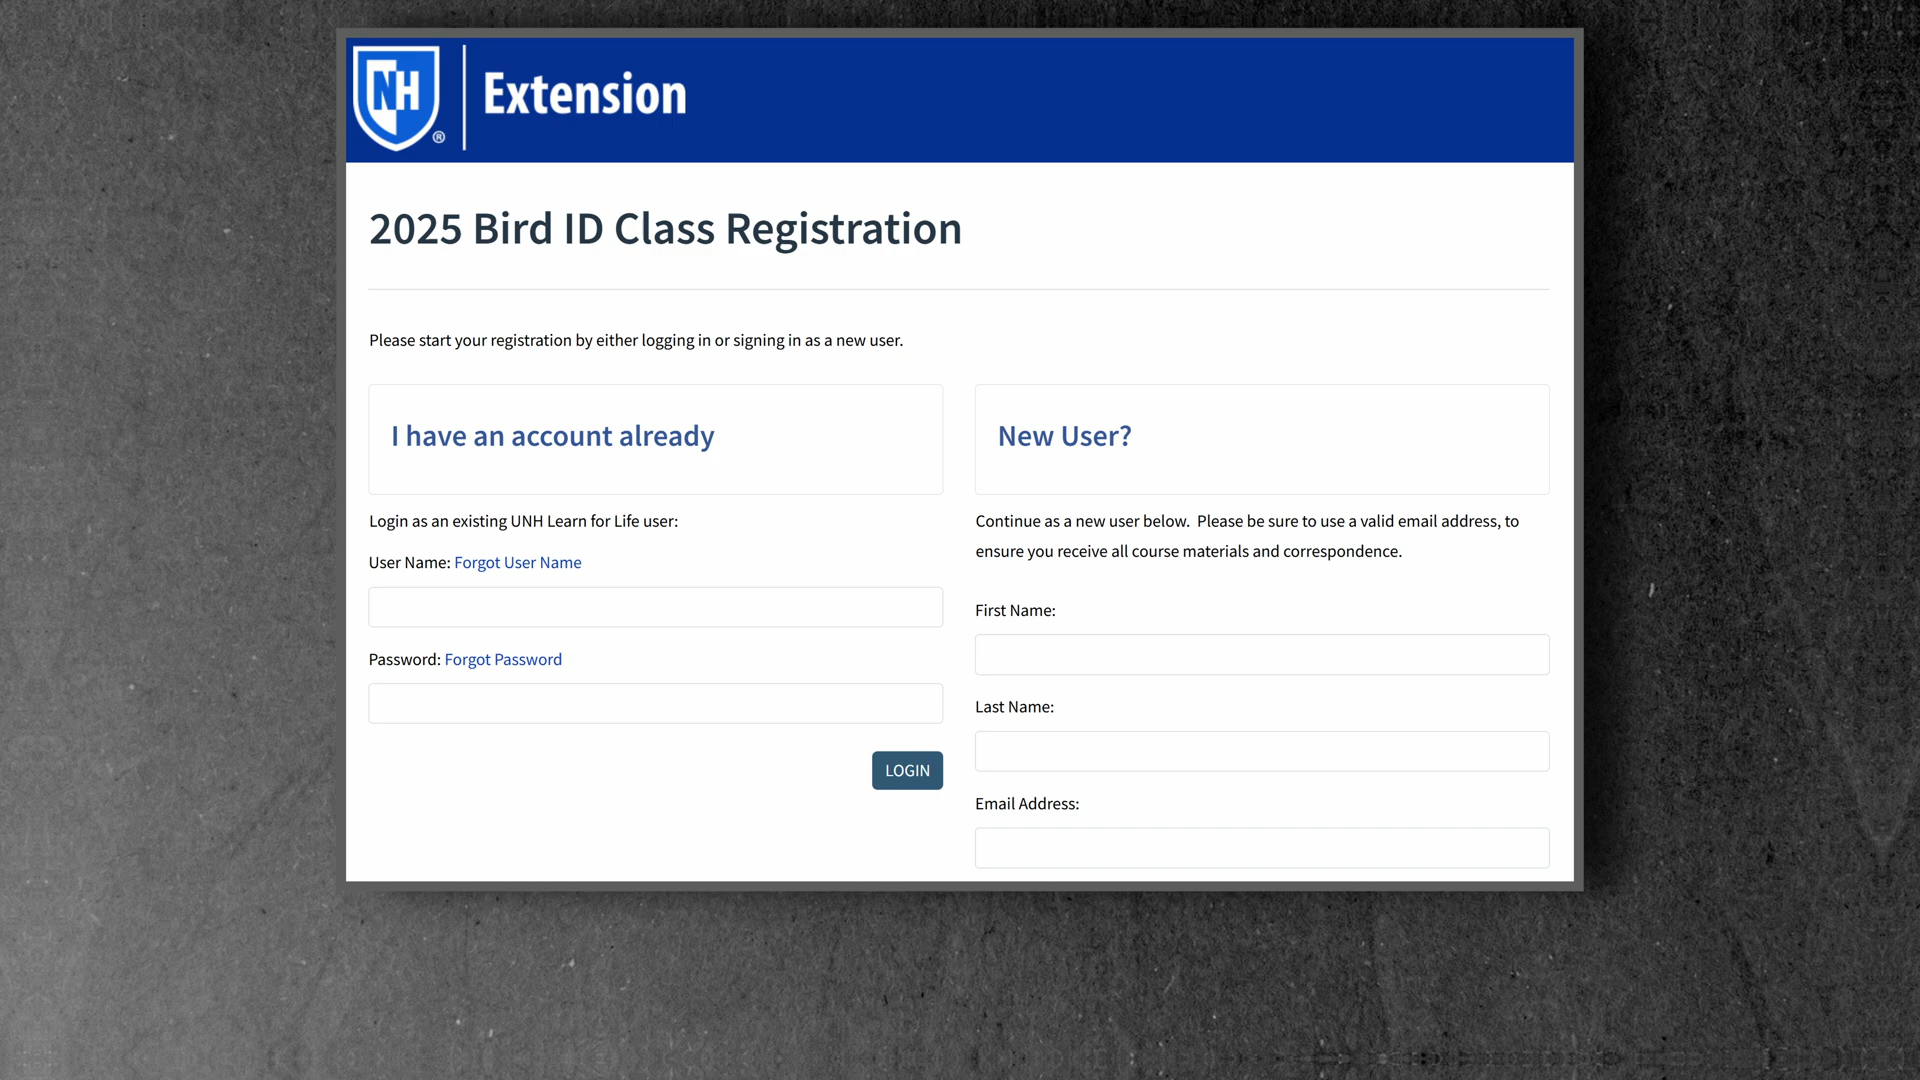 NH
®
Extension
2025 Bird ID Class Registration
Please start your registration by either logging in or signing in as a new user.
I have an account already
Login as an existing UNH Learn for Life user:
User Name: Forgot User Name
Password: Forgot Password
LOGIN
New User?
Continue as a new user below.  Please be sure to use a valid email address, to
ensure you receive all course materials and correspondence.
First Name:
Last Name:
Email Address: